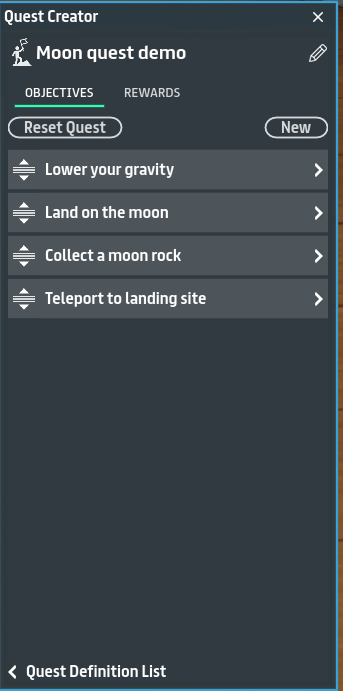 Quest Creator
Moon quest demo
OBJECTIVES REWARDS
Reset Quest New
Lower your gravity
Land on the moon
Collect a moon rock
Teleport to landing site
Quest Definition List